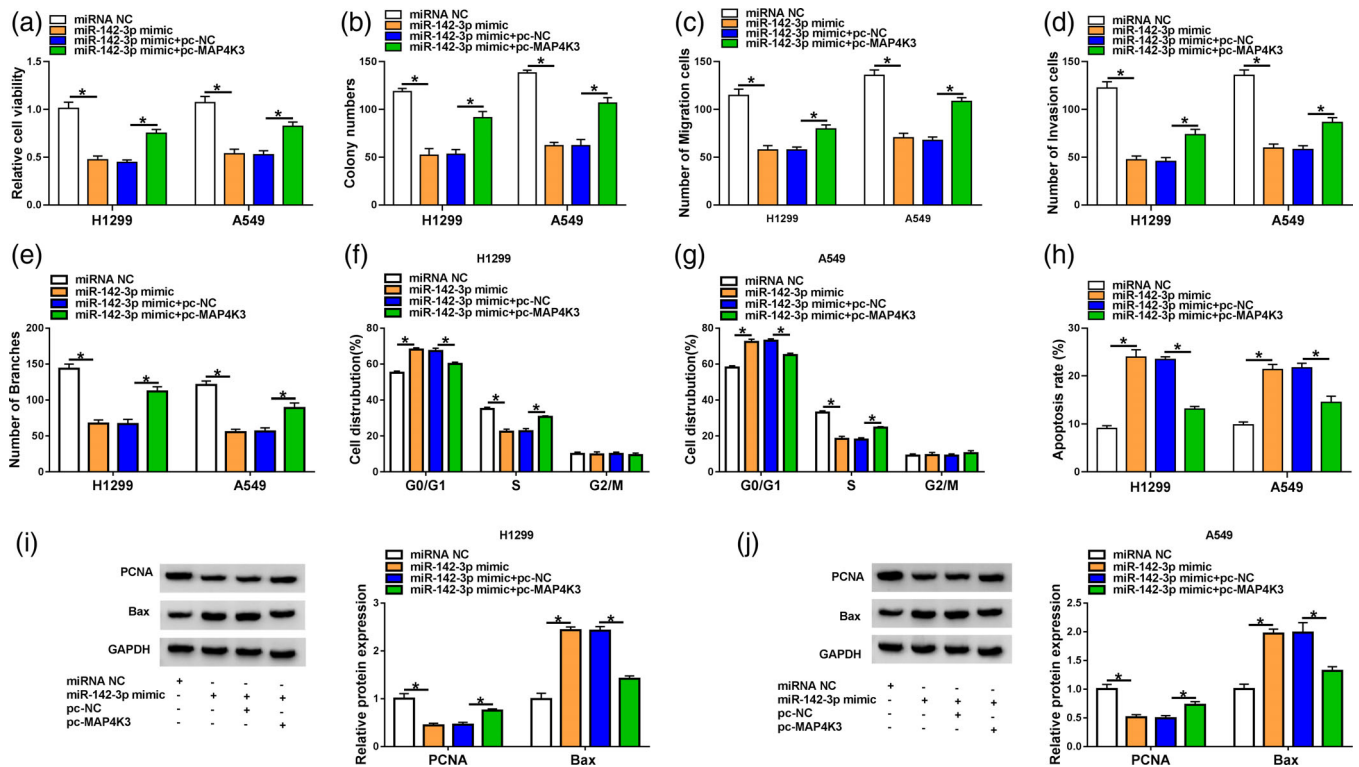 (a)
miRNA NC
miR-142-3p mimic
miR-142-3p mimic+pc-NC
miR-142-3p mimic+pc-MAP4K3
Relative cell viability
1.5
1.0
0.5
0.0
* * * *
H1299 A549
(b)
miRNA NC
miR-142-3p mimic
miR-142-3p mimic+pc-NC
miR-142-3p mimic+pc-MAP4K3
Colony numbers
150
100
50
0
* * * *
H1299 A549
(c)
miRNA NC
miR-142-3p mimic
miR-142-3p mimic+pc-NC
miR-142-3p mimic+pc-MAP4K3
Number of Migration cells
150
100
50
0
* * * *
H1299 A549
(d)
miRNA NC
miR-142-3p mimic
miR-142-3p mimic+pc-NC
miR-142-3p mimic+pc-MAP4K3
Number of Invasion cells
150
100
50
0
* * * *
H1299 A549
(e)
miRNA NC
miR-142-3p mimic
miR-142-3p mimic+pc-NC
miR-142-3p mimic+pc-MAP4K3
Number of Branches
200
150
100
50
0
* * * *
H1299 A549
(f)
H1299
miRNA NC
miR-142-3p mimic
miR-142-3p mimic+pc-NC
miR-142-3p mimic+pc-MAP4K3
Cell distrubution(%)
80
60
40
20
0
* * * *
G0/G1 S G2/M
(g)
A549
miRNA NC
miR-142-3p mimic
miR-142-3p mimic+pc-NC
miR-142-3p mimic+pc-MAP4K3
Cell distrubution(%)
80
60
40
20
0
* * * *
G0/G1 S G2/M
(h)
miRNA NC
miR-142-3p mimic
miR-142-3p mimic+pc-NC
miR-142-3p mimic+pc-MAP4K3
Apoptosis rate (%)
30
20
10
0
* * * *
H1299 A549
(i)
PCNA
Bax
GAPDH
miRNA NC + - - -
miR-142-3p mimic - + + +
pc-NC - - + -
pc-MAP4K3 - - - +
H1299
miRNA NC
miR-142-3p mimic
miR-142-3p mimic+pc-NC
miR-142-3p mimic+pc-MAP4K3
Relative protein expression
3
2
1
0
* * * *
PCNA Bax
(j)
PCNA
Bax
GAPDH
miRNA NC + - - -
miR-142-3p mimic - + + +
pc-NC - - + -
pc-MAP4K3 - - - +
A549
miRNA NC
miR-142-3p mimic
miR-142-3p mimic+pc-NC
miR-142-3p mimic+pc-MAP4K3
Relative protein expression
2.5
2.0
1.5
1.0
0.5
0.0
* * * *
PCNA Bax